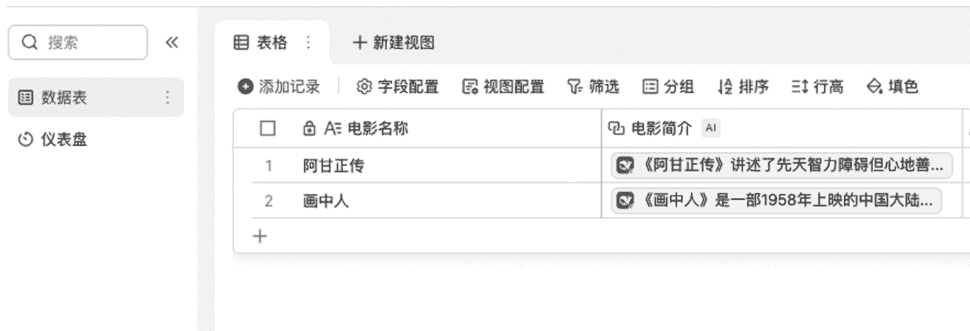 搜索
数据表
仪表盘
表格 新建视图
添加记录 字段配置 视图配置 筛选 分组 排序 行高 填色
电影名称 电影简介 AI
1 阿甘正传 《阿甘正传》讲述了先天智力障碍但心地善...
2 画中人 《画中人》是一部1958年上映的中国大陆...